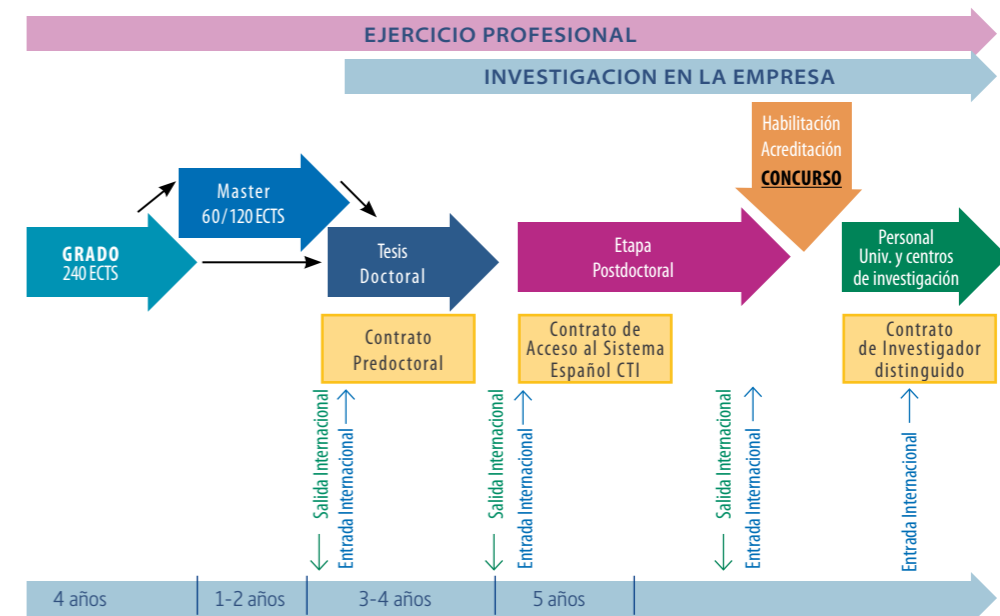 EJERCICIO PROFESIONAL
INVESTIGACION EN LA EMPRESA
Habilitación
Acreditación
CONCURSO
Master
60/120 ECTS
GRADO
240 ECTS
Tesis
Doctoral
Etapa
Postdoctoral
Personal
Univ. y centros
de investigación
Contrato
Predoctoral
Contrato de
Acceso al Sistema
Español CTI
Contrato
de Investigador
distinguido
Salida Internacional
Entrada Internacional
Salida Internacional
Entrada Internacional
Salida Internacional
Entrada Internacional
Entrada Internacional
4 años
1-2 años
3-4 años
5 años